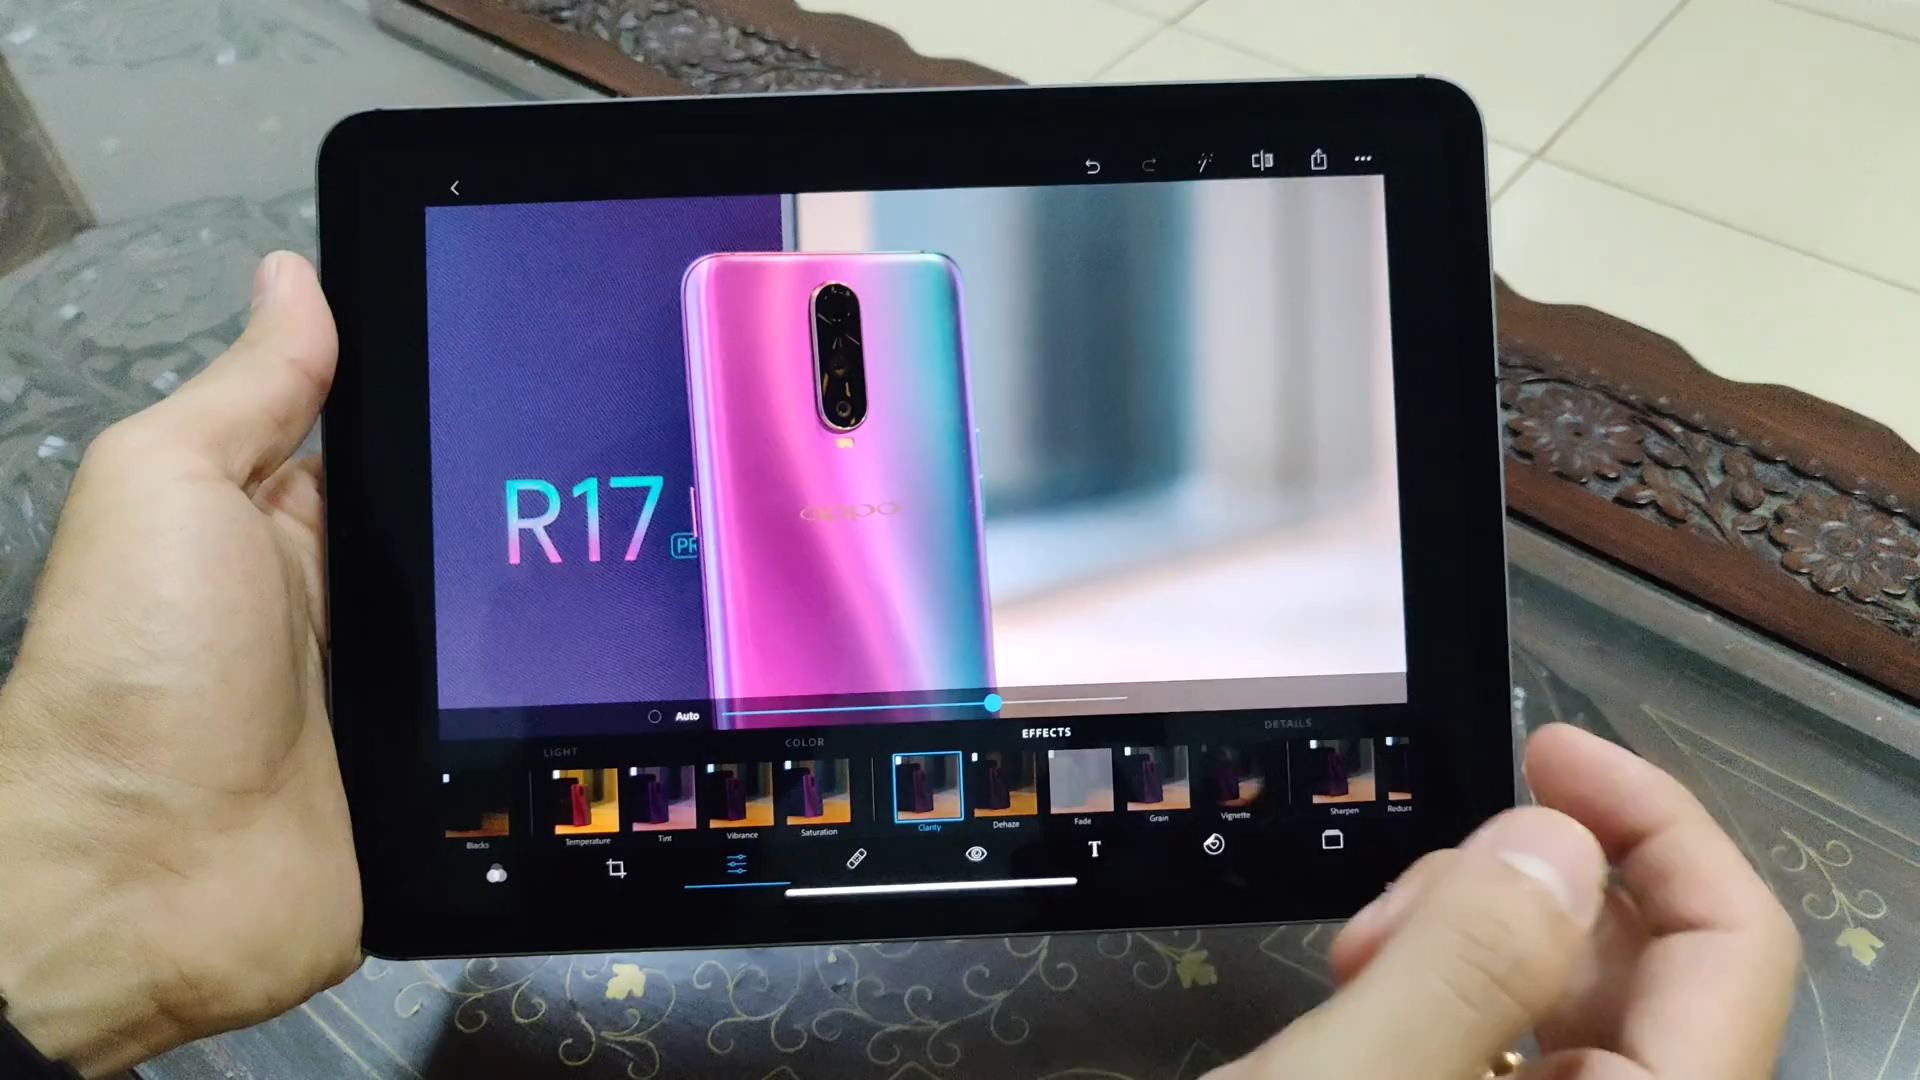 R17
PR
oppo
Auto
LIGHT
COLOR
EFFECTS
DETAILS
Blacks
Temperature
Tint
Vibrance
Saturation
Clarity
Dehaze
Fade
Grain
Vignette
Sharpen
Reduce
T